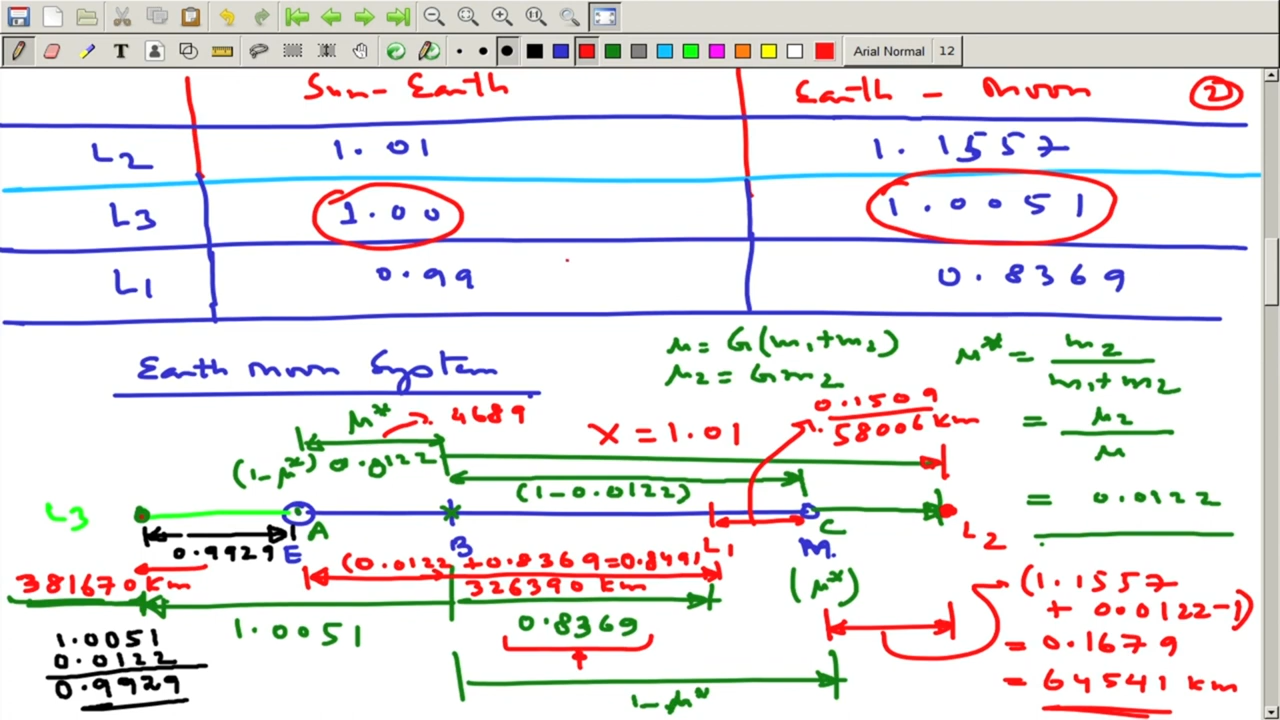 Arial Normal 12
Sun-Earth Earth - Moon 2
L2 1.01 1.1557
L3 1.00 1.0051
L1 0.99 0.8369
Earth moon System
μ = G(m1+m2)
μ2 = Gm2
μ* = m2
m1+m2
= μ2
μ
= 0.0122
μ* 4689
(1-μ*) 0.0122
X = 1.01
0.1509
58006 km
(1-0.0122)
L3 A B L1 C L2
E M.
0.9929
(0.0122+0.8369=0.8491)
326390 km
(μ*)
381670 km
1.0051
0.8369
1-μ*
1.0051
0.0122
0.9929
(1.1557
+ 0.0122-1)
= 0.1679
= 64541 km